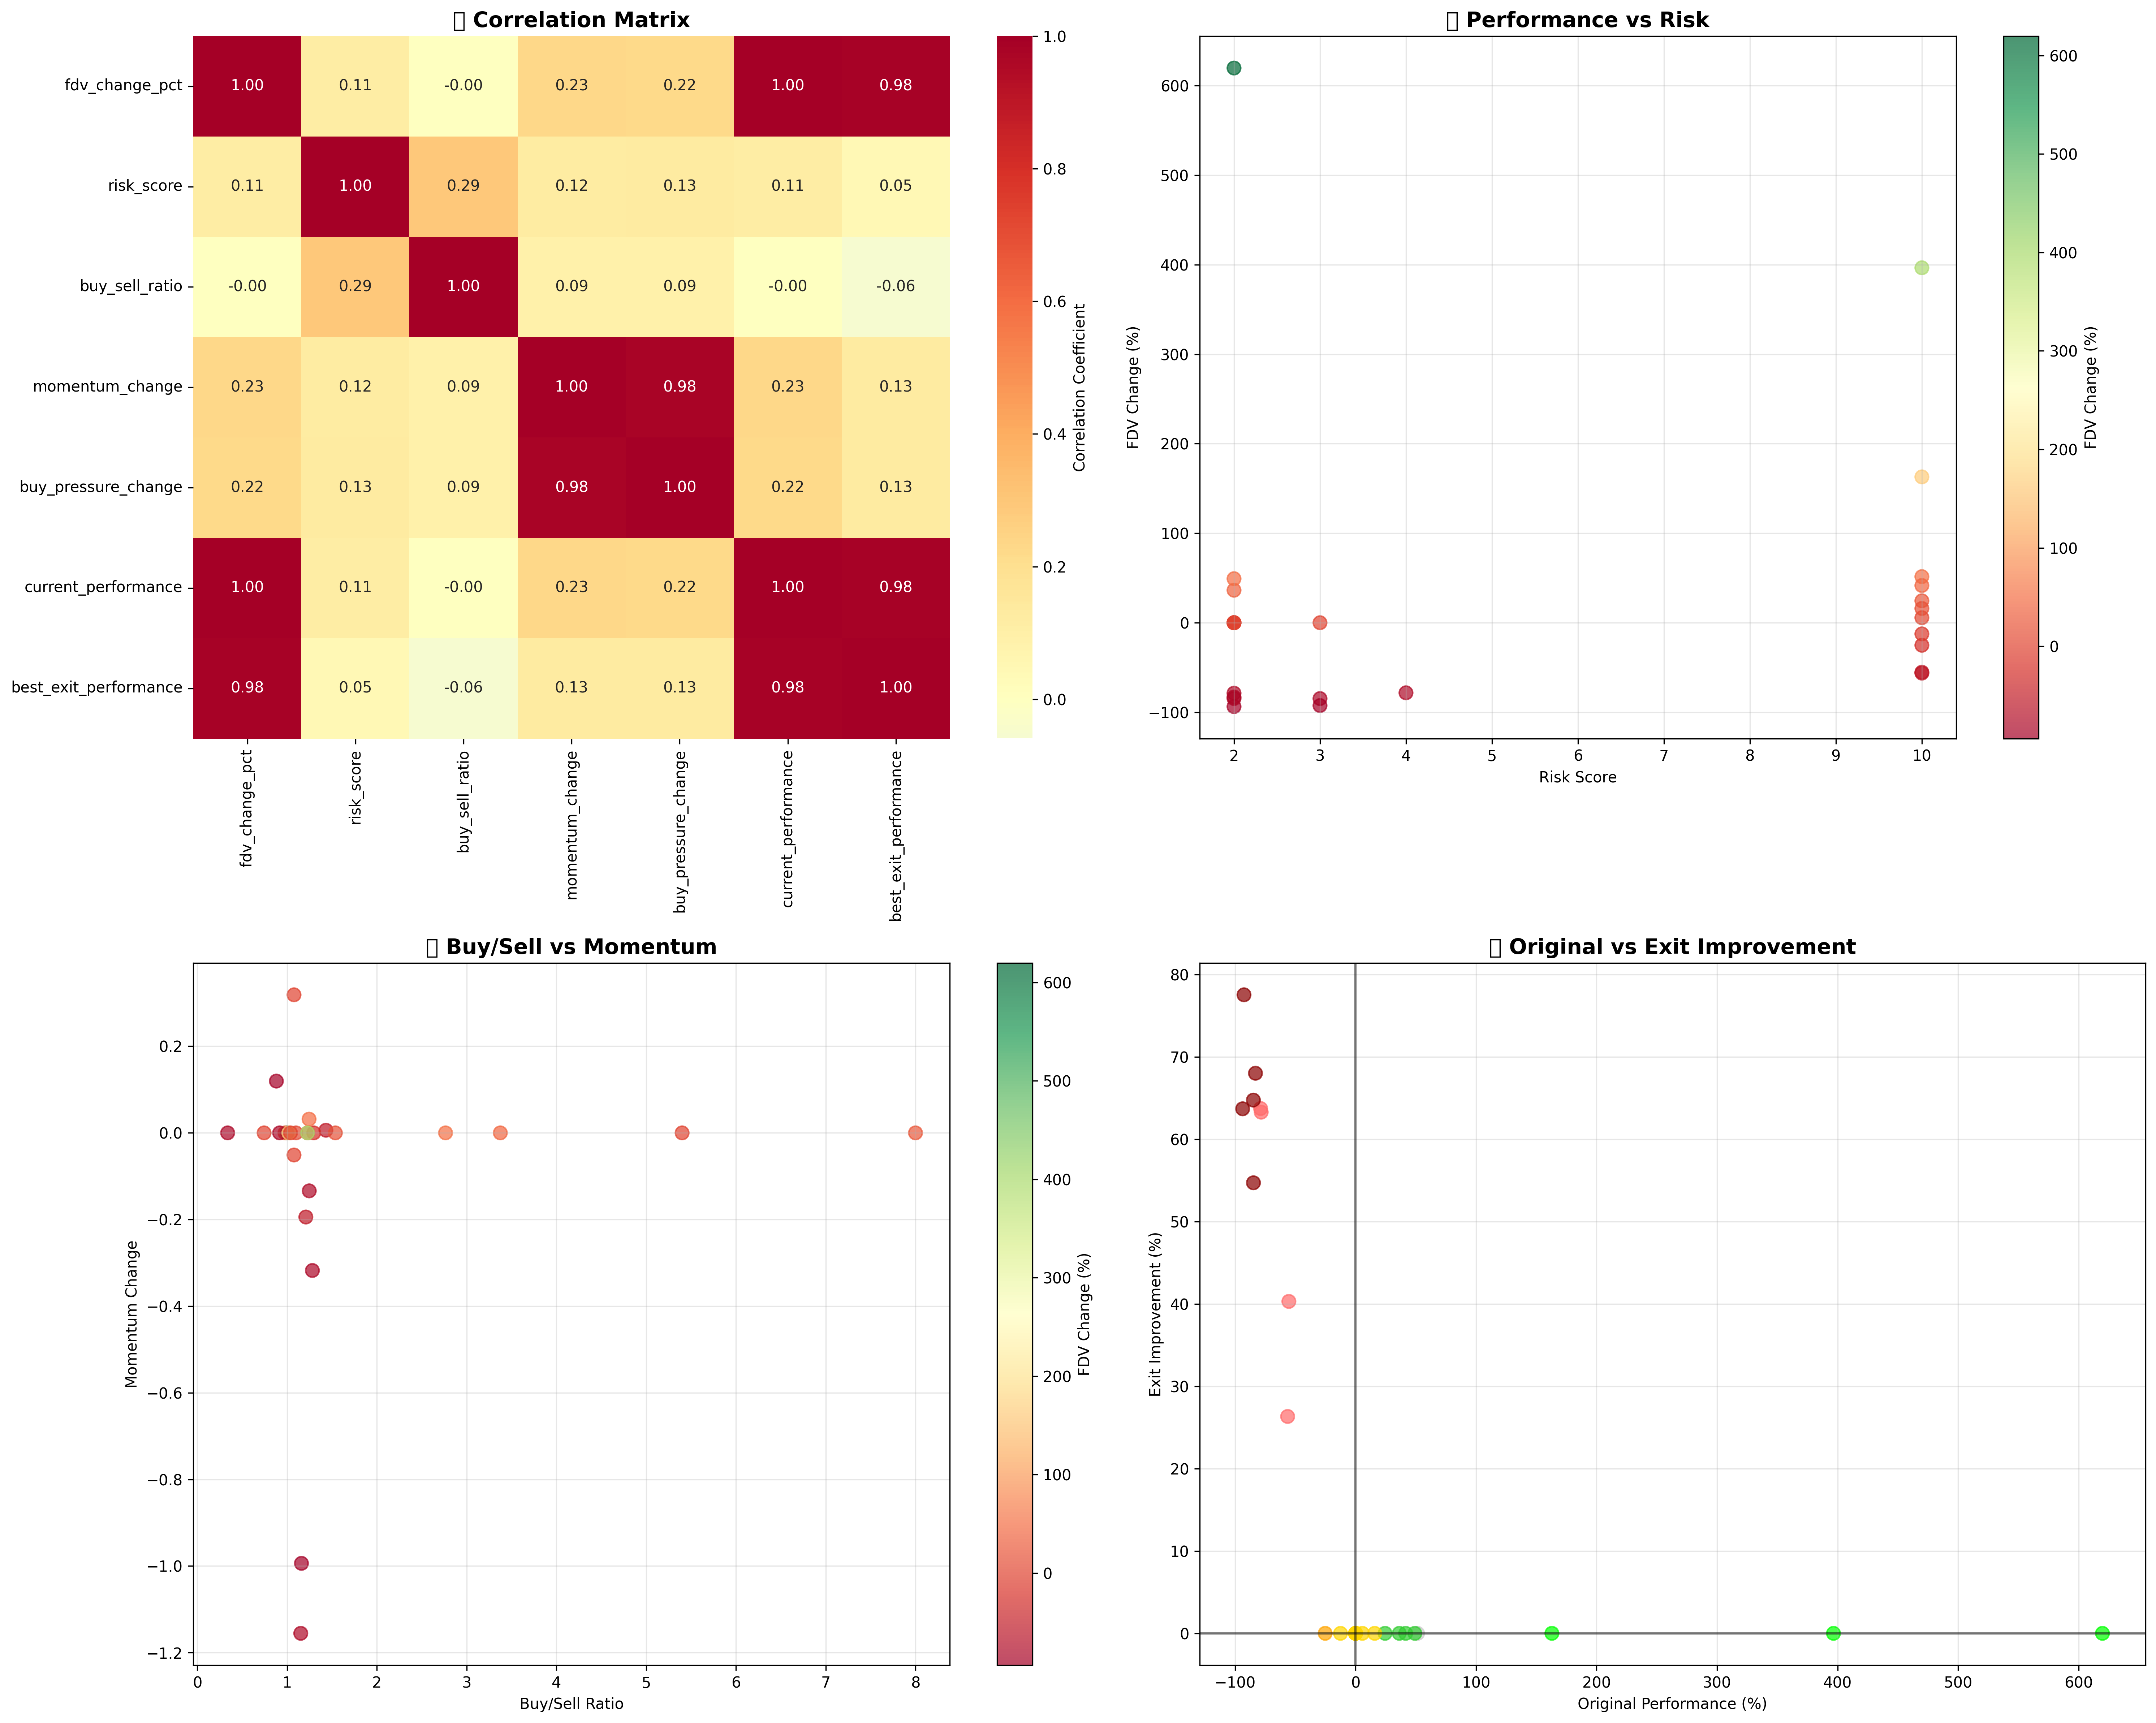 Correlation Matrix
fdv_change_pct 1.00 0.11 -0.00 0.23 0.22 1.00 0.98
risk_score 0.11 1.00 0.29 0.12 0.13 0.11 0.05
buy_sell_ratio -0.00 0.29 1.00 0.09 0.09 -0.00 -0.06
momentum_change 0.23 0.12 0.09 1.00 0.98 0.23 0.13
buy_pressure_change 0.22 0.13 0.09 0.98 1.00 0.22 0.13
current_performance 1.00 0.11 -0.00 0.23 0.22 1.00 0.98
best_exit_performance 0.98 0.05 -0.06 0.13 0.13 0.98 1.00
fdv_change_pct
risk_score
buy_sell_ratio
momentum_change
buy_pressure_change
current_performance
best_exit_performance
1.0
0.8
0.6
0.4
0.2
0.0
Correlation Coefficient
Performance vs Risk
FDV Change (%)
600
500
400
300
200
100
0
−100
2 3 4 5 6 7 8 9 10
Risk Score
600
500
400
300
200
100
0
FDV Change (%)
Buy/Sell vs Momentum
Momentum Change
0.2
0.0
−0.2
−0.4
−0.6
−0.8
−1.0
−1.2
0 1 2 3 4 5 6 7 8
Buy/Sell Ratio
600
500
400
300
200
100
0
FDV Change (%)
Original vs Exit Improvement
Exit Improvement (%)
80
70
60
50
40
30
20
10
0
−100 0 100 200 300 400 500 600
Original Performance (%)